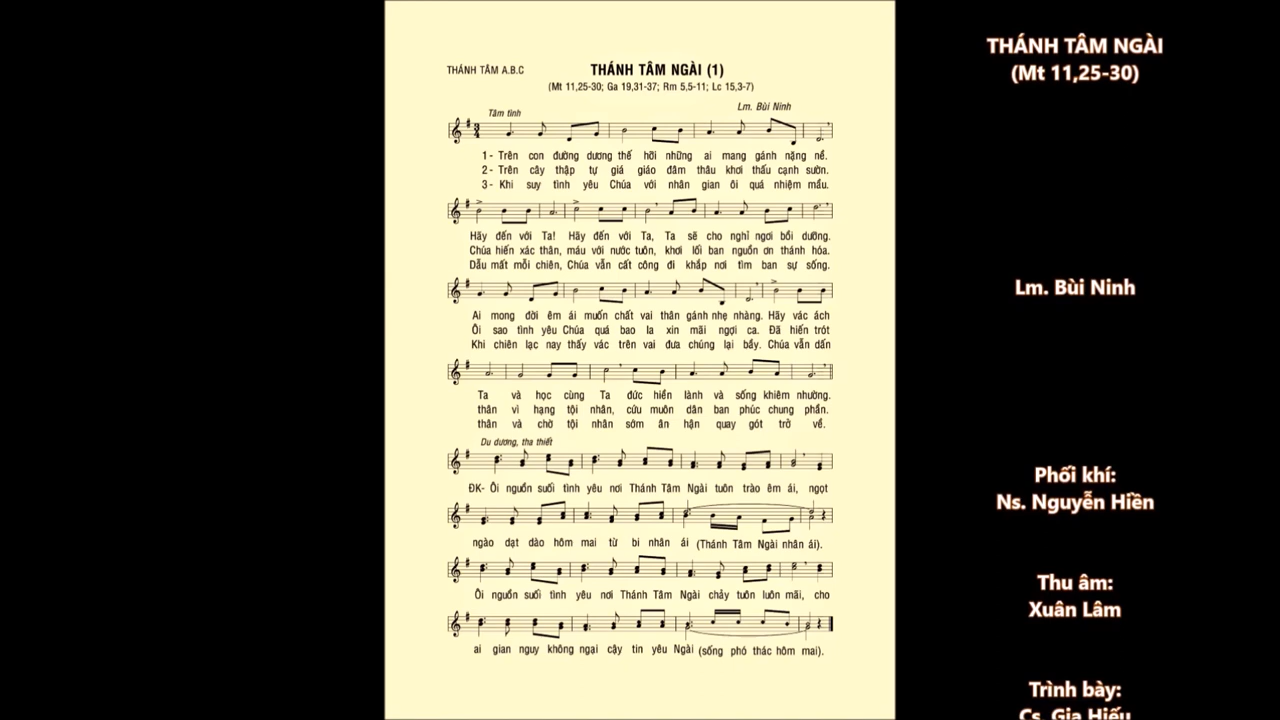 THÁNH TÂM A.B.C
THÁNH TÂM NGÀI (1)
(Mt 11,25-30; Ga 19,31-37; Rm 5,5-11; Lc 15,3-7)
Tâm tình
Lm. Bùi Ninh
3
4
1- Trên con đường dương thế hỡi những ai mang gánh nặng nề.
2- Trên cây thập tự giá giáo đâm thâu khơi thấu cạnh sườn.
3- Khi suy tình yêu Chúa với nhân gian ôi quá nhiệm mầu.
Hãy đến với Ta! Hãy đến với Ta, Ta sẽ cho nghỉ ngơi bồi dưỡng.
Chúa hiến xác thân, máu với nước tuôn, khơi lối ban nguồn ơn thánh hóa.
Dẫu mất mỗi chiên, Chúa vẫn cất công đi khắp nơi tìm ban sự sống.
Ai mong đời êm ái muốn chất vai thân gánh nhẹ nhàng. Hãy vác ách
Ôi sao tình yêu Chúa quá bao la xin mãi ngợi ca. Đã hiến trót
Khi chiên lạc nay thấy vác trên vai đưa chúng lại bầy. Chúa vẫn dấn
Ta và học cùng Ta đức hiền lành và sống khiêm nhường.
thân vì hạng tội nhân, cứu muôn dân ban phúc chung phần.
thân và chờ tội nhân sớm ăn hận quay gót trở về.
Du dương, tha thiết
ĐK- Ôi nguồn suối tình yêu nơi Thánh Tâm Ngài tuôn trào êm ái, ngọt
ngào dạt dào hôm mai từ bi nhân ái (Thánh Tâm Ngài nhân ái).
Ôi nguồn suối tình yêu nơi Thánh Tâm Ngài chảy tuôn luôn mãi, cho
ai gian nguy không ngại cậy tin yêu Ngài (sống phó thác hôm mai).
THÁNH TÂM NGÀI
(Mt 11,25-30)
Lm. Bùi Ninh
Phối khí:
Ns. Nguyễn Hiền
Thu âm:
Xuân Lâm
Trình bày:
Cs. Gia Hiếu